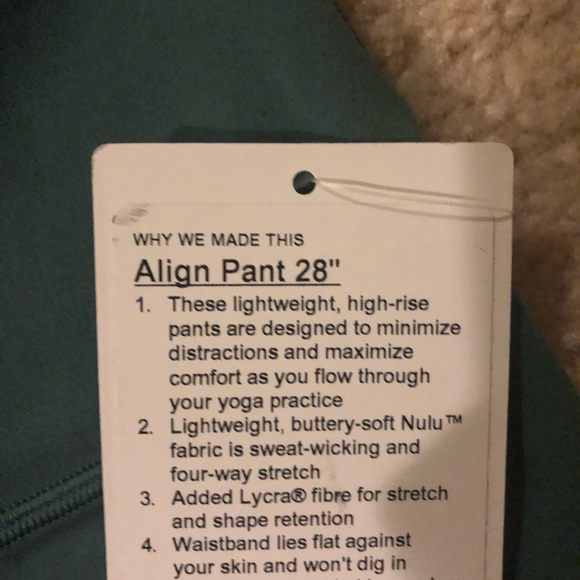 WHY WE MADE THIS
Align Pant 28"
1. These lightweight, high-rise
pants are designed to minimize
distractions and maximize
comfort as you flow through
your yoga practice
2. Lightweight, buttery-soft Nulu™
fabric is sweat-wicking and
four-way stretch
3. Added Lycra® fibre for stretch
and shape retention
4. Waistband lies flat against
your skin and won't dig in